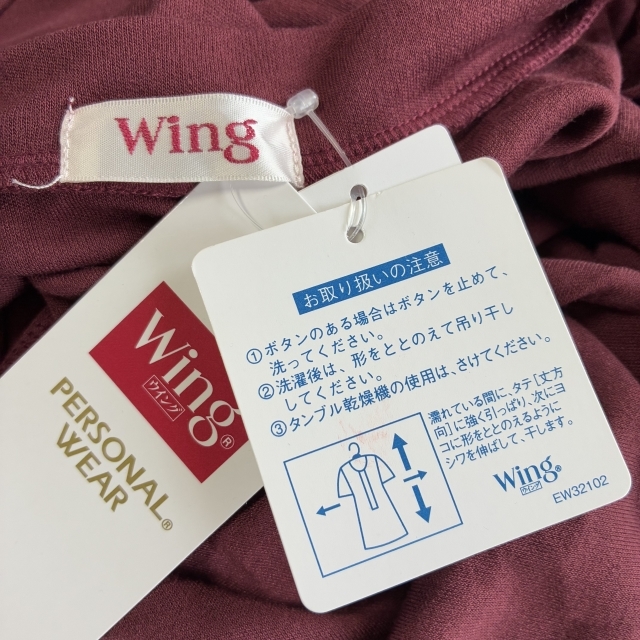 Wing
Wing®
ウイング
PERSONAL
WEAR®
お取り扱いの注意
①ボタンのある場合はボタンを止めて、
洗ってください。
②洗濯後は、形をととのえて吊り干し
してください。
③タンブル乾燥機の使用は、さけてください。
濡れている間に、タテ[丈方
向]に強く引っぱり、次にヨ
コに形をととのえるように
シワを伸ばして、干します。
Wing®
ウイング
EW32102